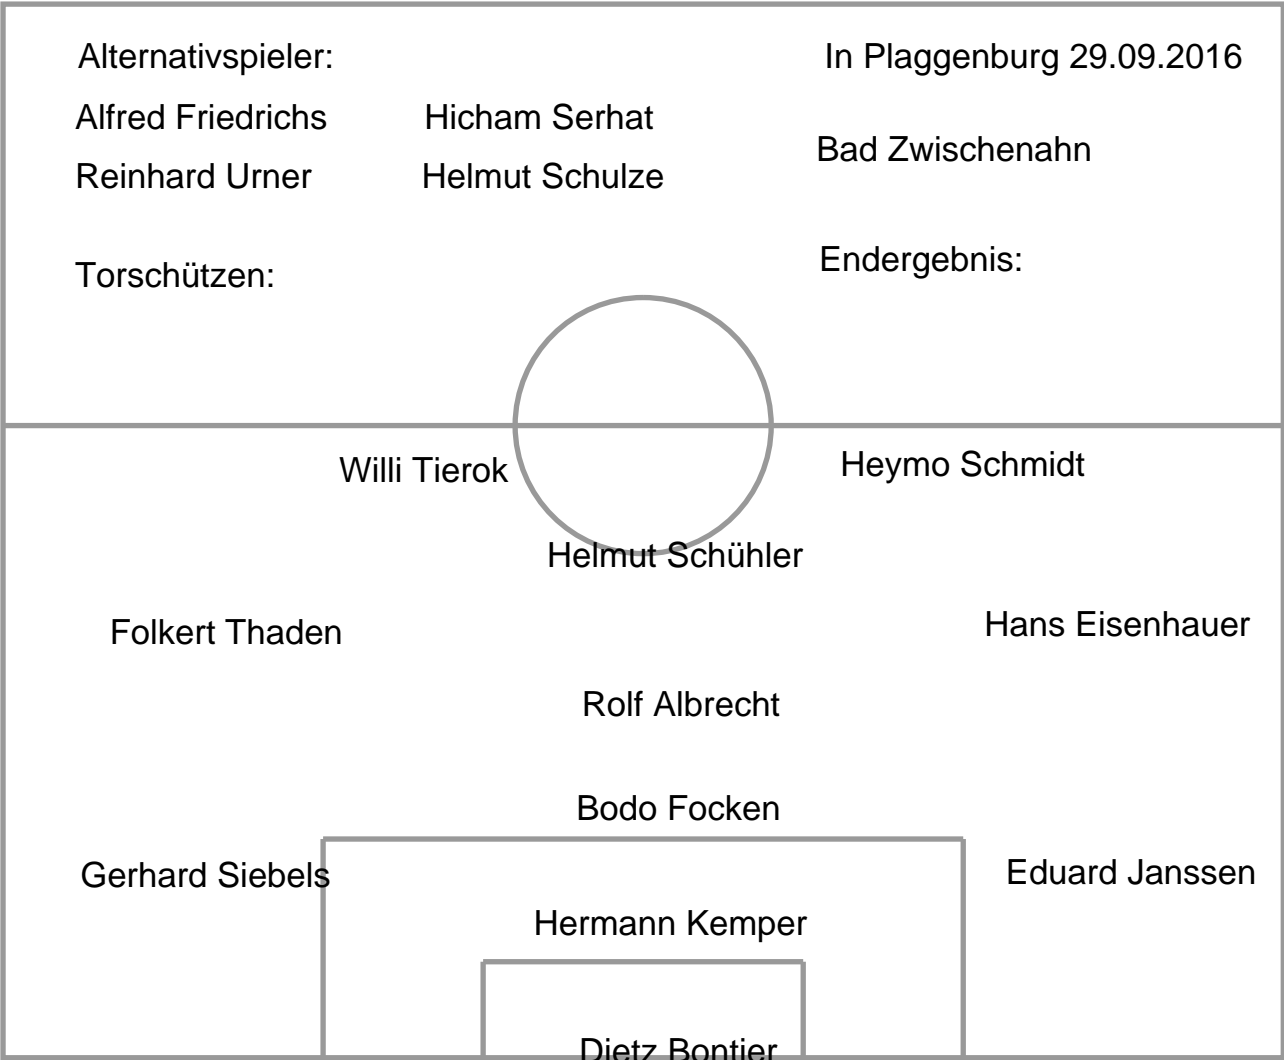 Alternativspieler:
In Plaggenburg 29.09.2016
Alfred Friedrichs
Hicham Serhat
Bad Zwischenahn
Reinhard Urner
Helmut Schulze
Endergebnis:
Torschützen:
Willi Tierok
Heymo Schmidt
Helmut Schühler
Folkert Thaden
Hans Eisenhauer
Rolf Albrecht
Bodo Focken
Gerhard Siebels
Eduard Janssen
Hermann Kemper
Dietz Bontjer